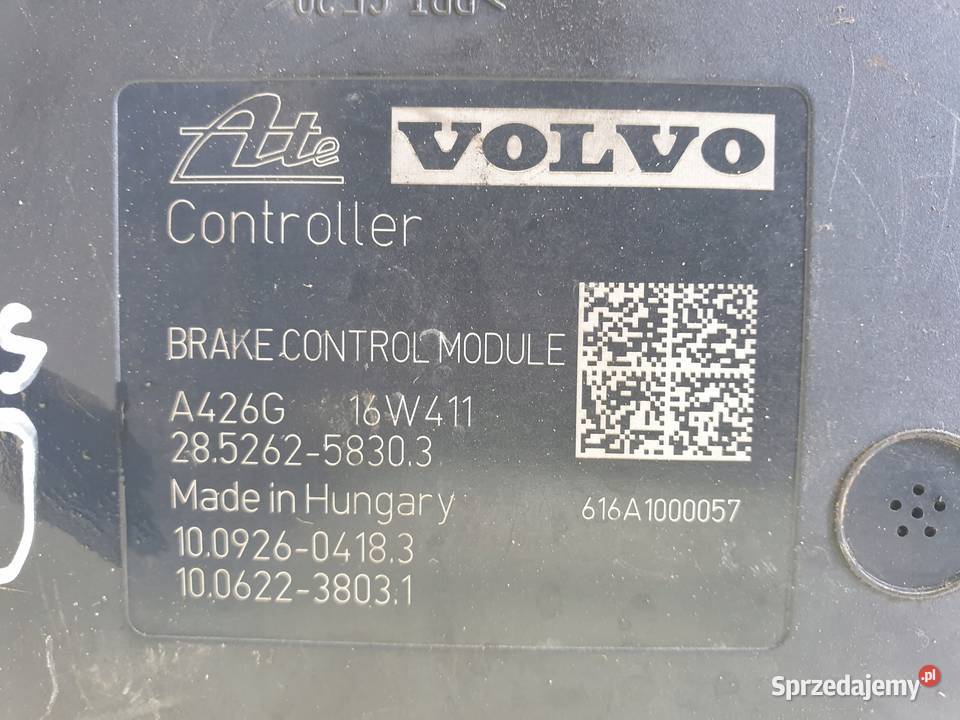 Ate VOLVO
Controller
BRAKE CONTROL MODULE
A426G 16W411
28.5262-5830.3
Made in Hungary
616A1000057
10.0926-0418.3
10.0622-3803.1
Sprzedajemy.pl